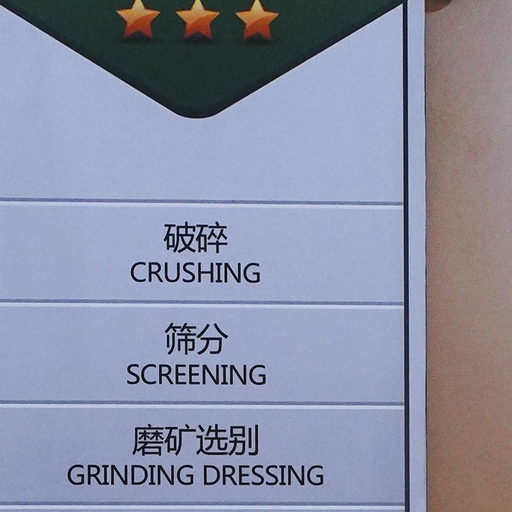 破碎
CRUSHING
筛分
SCREENING
磨矿选别
GRINDING DRESSING